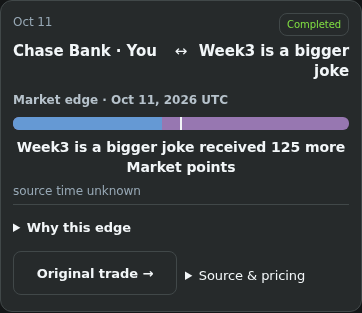 Oct 11
Completed
Chase Bank · You ↔ Week3 is a bigger
joke
Market edge · Oct 11, 2026 UTC
Week3 is a bigger joke received 125 more
Market points
source time unknown
▶ Why this edge
Original trade →
▶ Source & pricing